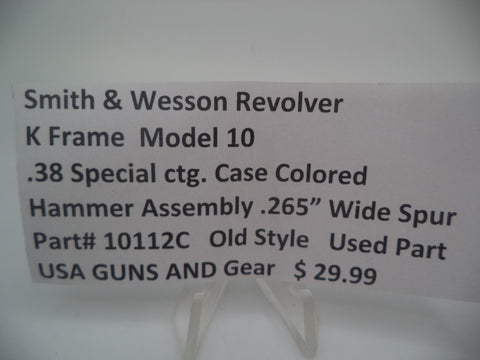 Smith & Wesson Revolver
K Frame  Model 10
.38 Special ctg. Case Colored
Hammer Assembly .265” Wide Spur
Part# 10112C   Old Style   Used Part
USA GUNS AND Gear   $ 29.99